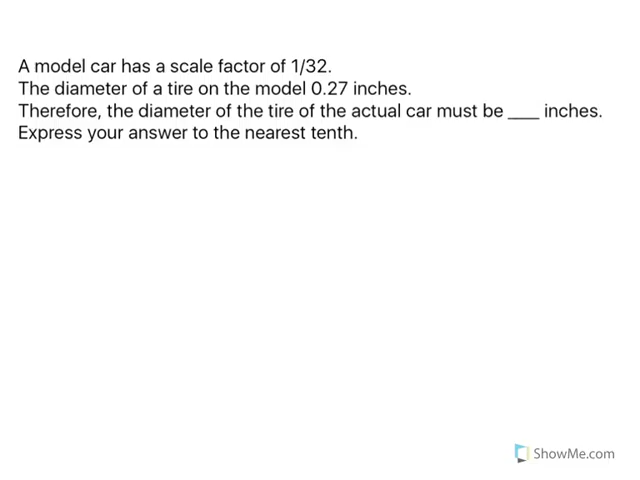 A model car has a scale factor of 1/32.
The diameter of a tire on the model 0.27 inches.
Therefore, the diameter of the tire of the actual car must be ____ inches.
Express your answer to the nearest tenth.
ShowMe.com